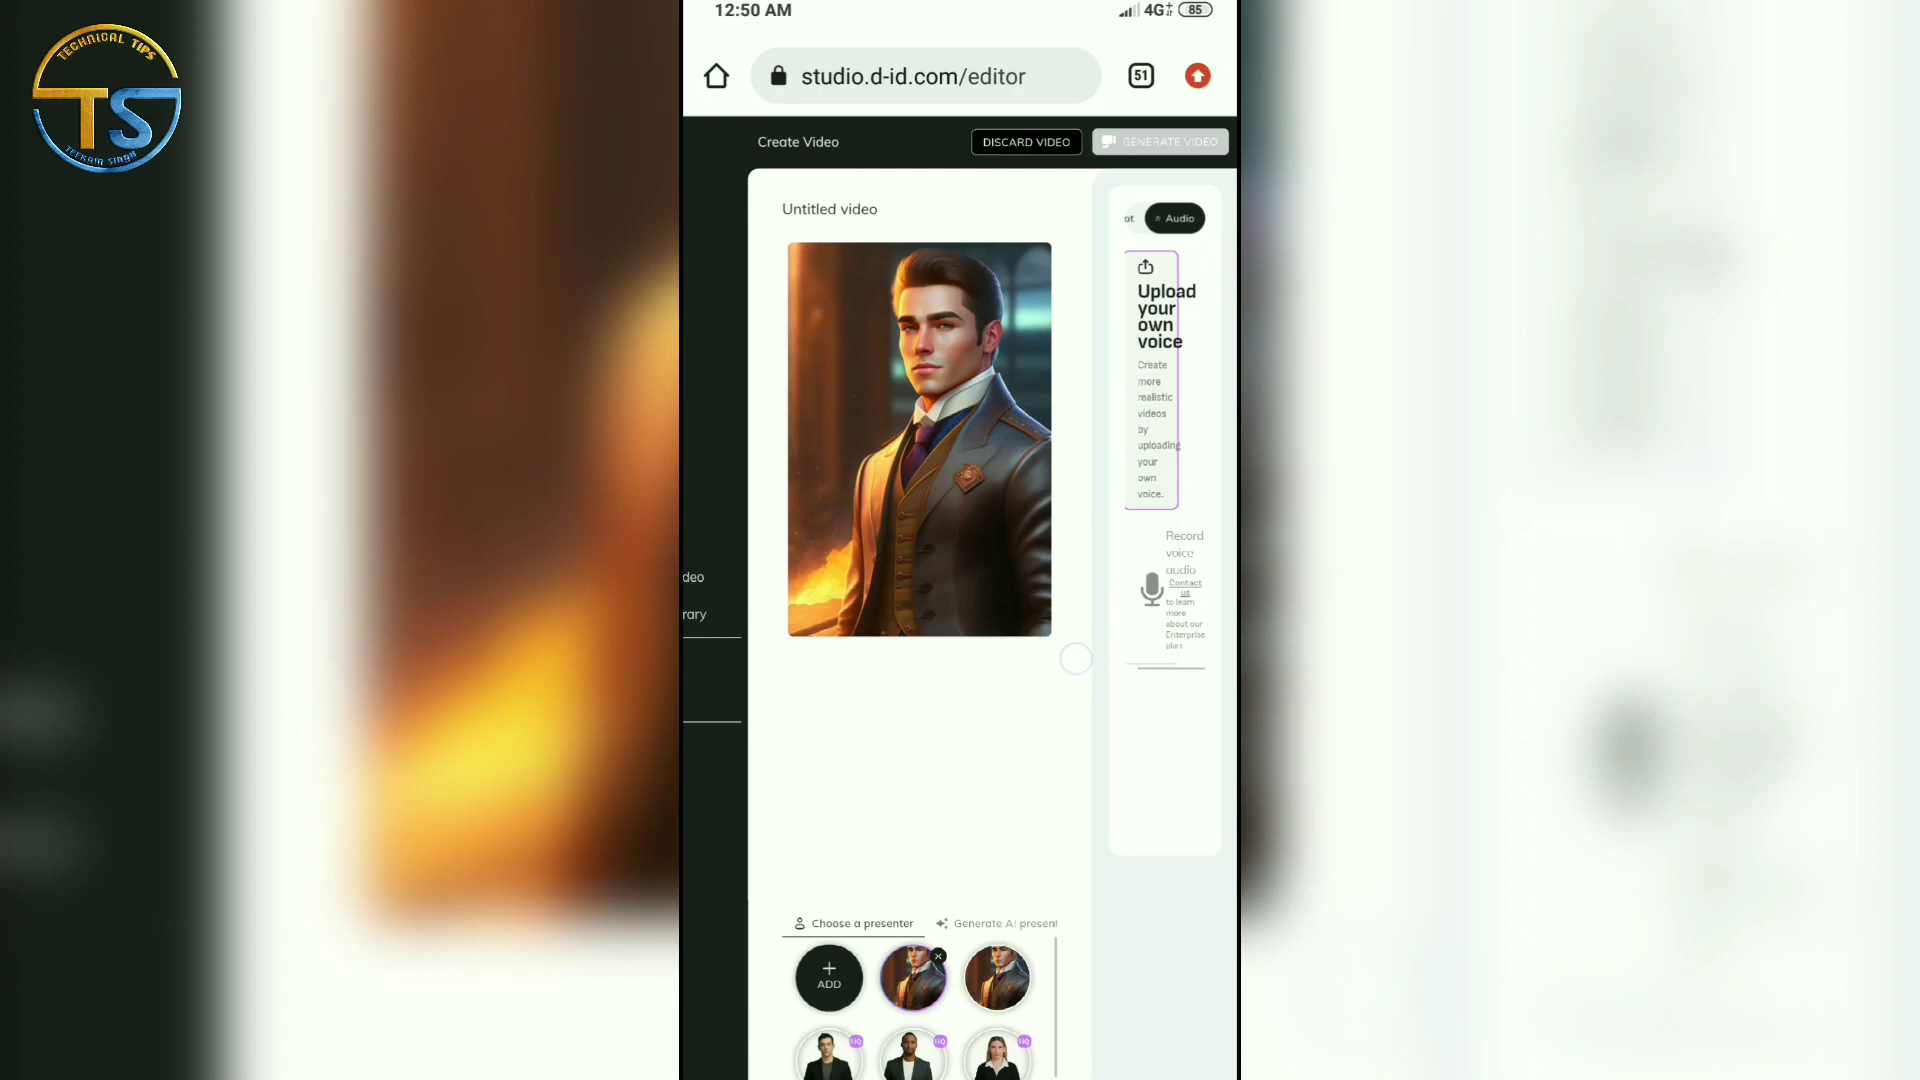 TECHNICAL TIPS
TS
TEEKAM SINGH
12:50 AM
4G+
85
studio.d-id.com/editor
51
Create Video
DISCARD VIDEO
GENERATE VIDEO
Untitled video
ot
Audio
Upload
your
own
voice
Create
more
realistic
videos
by
uploading
your
own
voice.
Record
voice
audio
Contact
us
to learn
more
about our
Enterprise
plan
deo
rary
Choose a presenter
Generate AI present
ADD
HQ
HQ
HQ